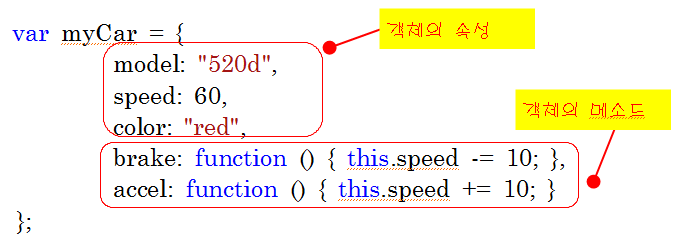 객체의 속성
var myCar = {
model: "520d",
speed: 60,
color: "red",
객체의 메소드
brake: function () { this.speed -= 10; },
accel: function () { this.speed += 10; }
};